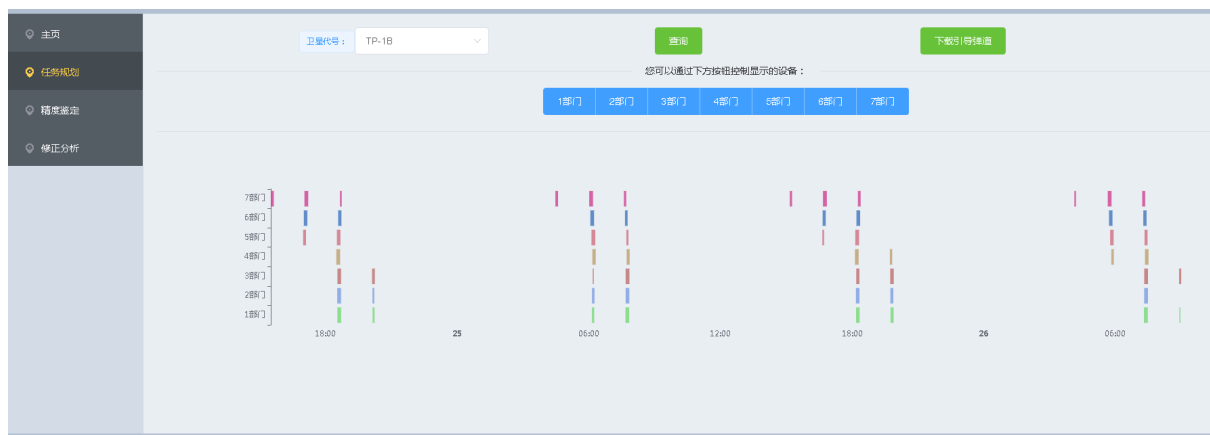 主页
任务规划
精度鉴定
修正分析
卫星代号： TP-1B 查询 下载引导弹道
您可以通过下方按钮控制显示的设备：
1部门 2部门 3部门 4部门 5部门 6部门 7部门
7部门
6部门
5部门
4部门
3部门
2部门
1部门
18:00 25 06:00 12:00 18:00 26 06:00